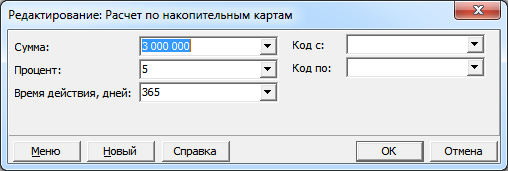 Редактирование: Расчет по накопительным картам
Сумма: 3 000 000 Код с:
Процент: 5 Код по:
Время действия, дней: 365
Меню Новый Справка ОК Отмена